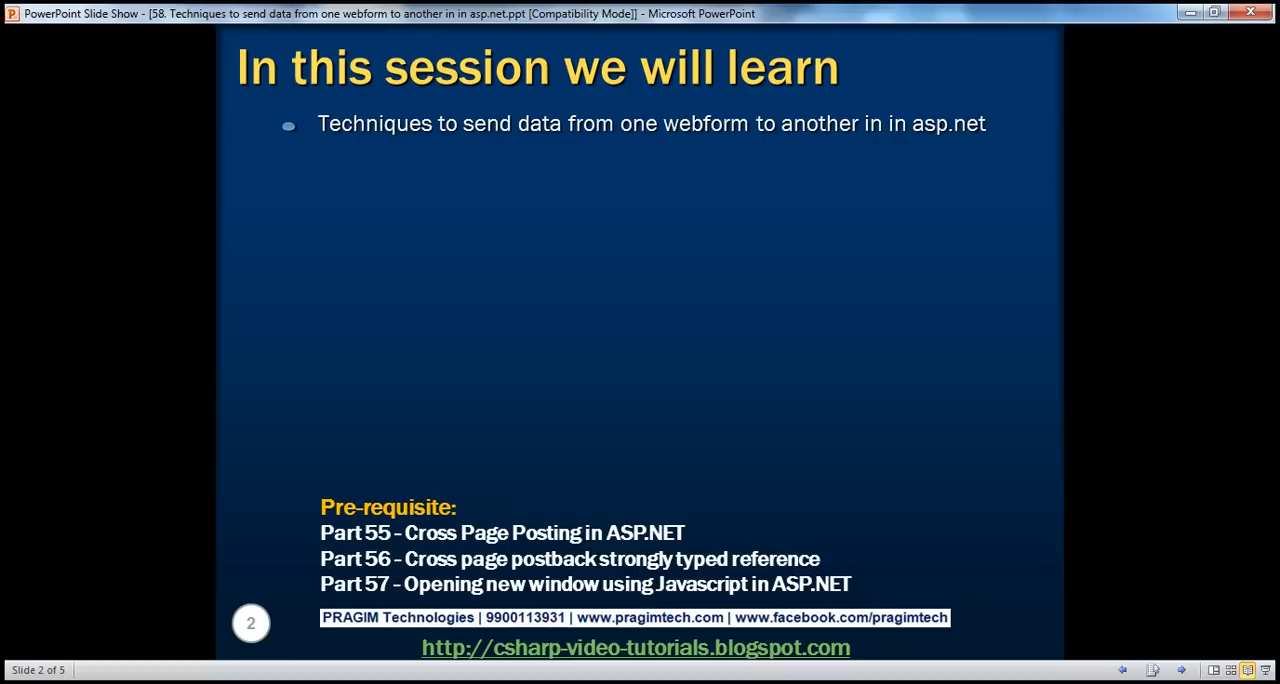 PowerPoint Slide Show - [58. Techniques to send data from one webform to another in in asp.net.ppt [Compatibility Mode]] - Microsoft PowerPoint
In this session we will learn
Techniques to send data from one webform to another in in asp.net
Pre-requisite:
Part 55 - Cross Page Posting in ASP.NET
Part 56 - Cross page postback strongly typed reference
Part 57 - Opening new window using Javascript in ASP.NET
2
PRAGIM Technologies | 9900113931 | www.pragimtech.com | www.facebook.com/pragimtech
http://csharp-video-tutorials.blogspot.com
Slide 2 of 5